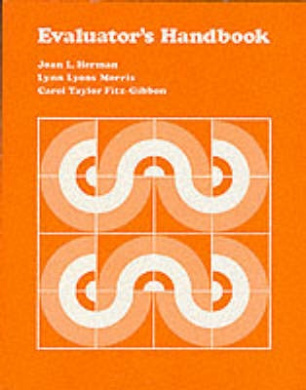 Evaluator's Handbook
Joan L. Herman
Lynn Lyons Morris
Carol Taylor Fitz-Gibbon